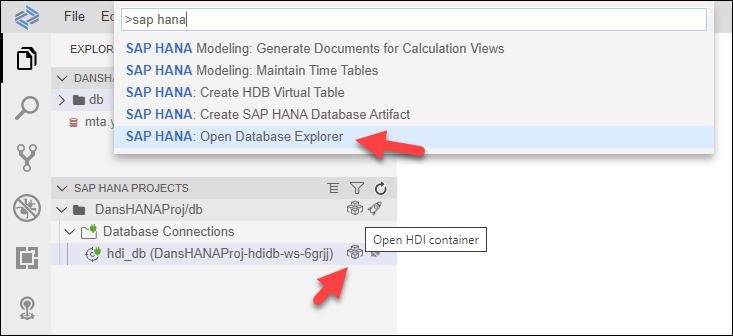 File
Ec
>sap hana
EXPLOR
SAP HANA Modeling: Generate Documents for Calculation Views
SAP HANA Modeling: Maintain Time Tables
SAP HANA: Create HDB Virtual Table
SAP HANA: Create SAP HANA Database Artifact
SAP HANA: Open Database Explorer
DANSH
db
mta.y
SAP HANA PROJECTS
DansHANAProj/db
Database Connections
Open HDI container
hdi_db (DansHANAProj-hdidb-ws-6grjj)